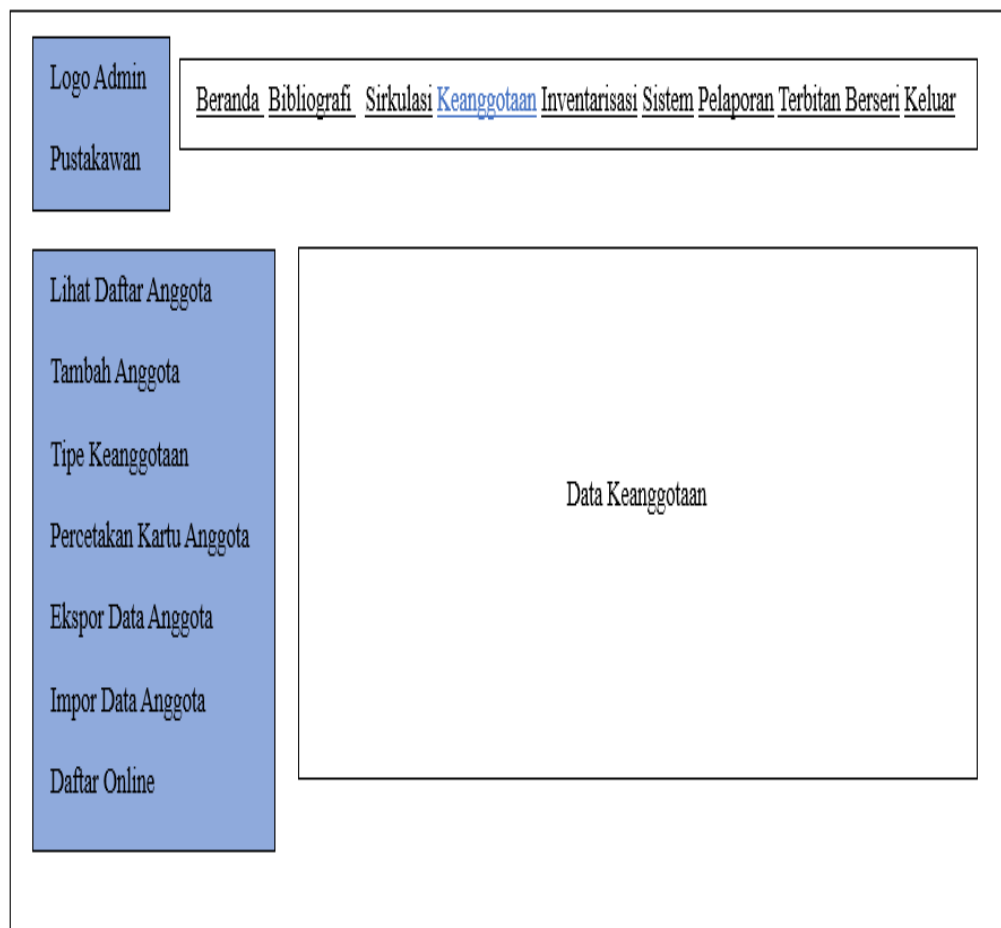 Logo Admin
Pustakawan
Beranda Bibliografi Sirkulasi Keanggotaan Inventarisasi Sistem Pelaporan Terbitan Berseri Keluar
Lihat Daftar Anggota
Tambah Anggota
Tipe Keanggotaan
Percetakan Kartu Anggota
Ekspor Data Anggota
Impor Data Anggota
Daftar Online
Data Keanggotaan